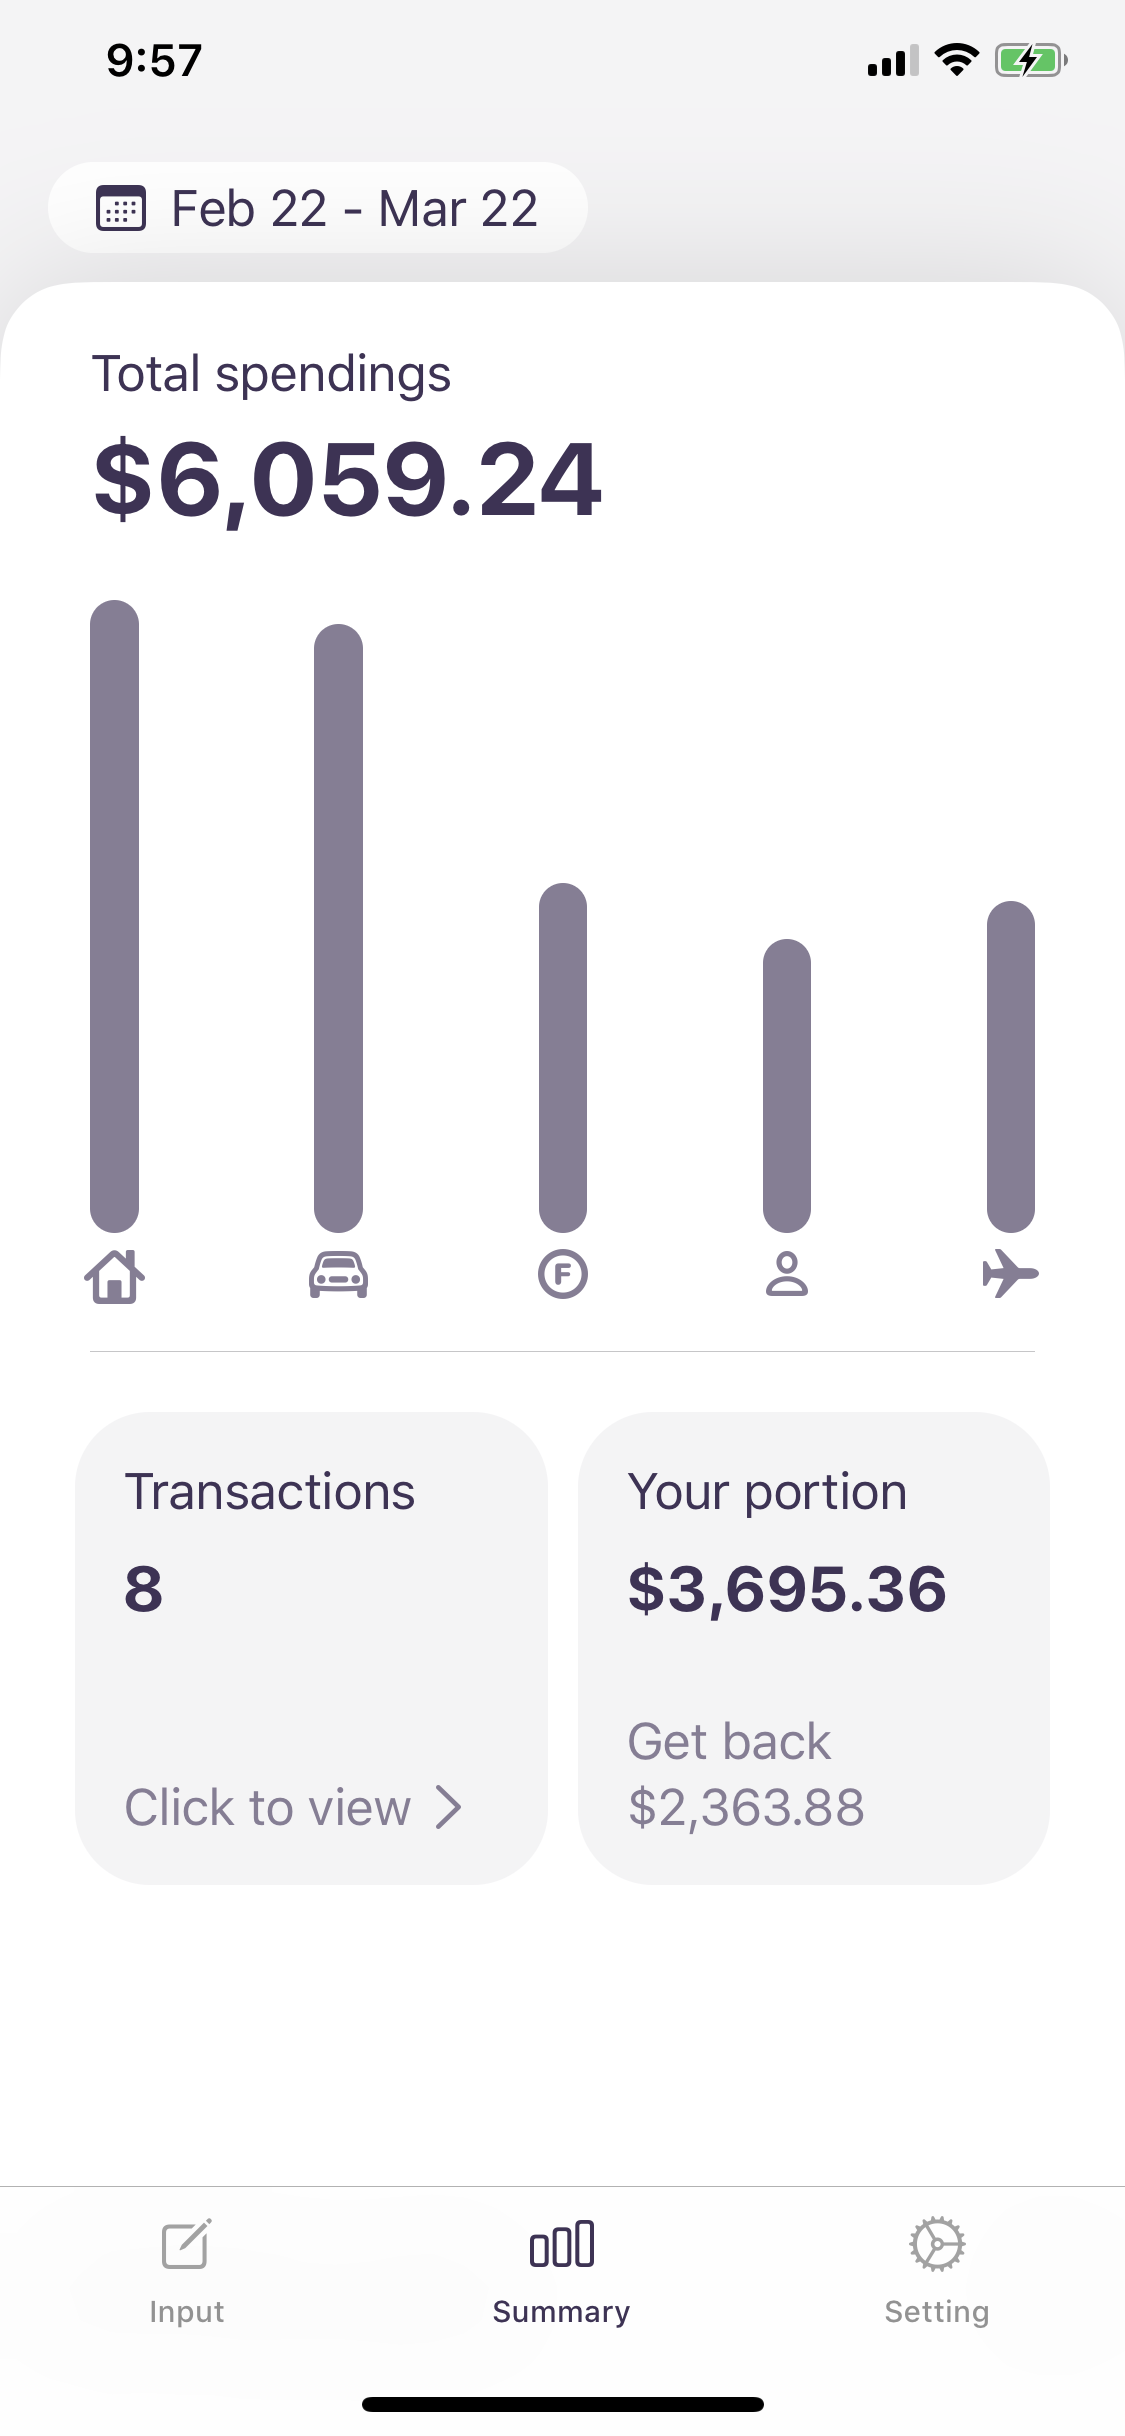 9:57
Feb 22 - Mar 22
Total spendings
$6,059.24
F
Transactions
8
Click to view
Your portion
$3,695.36
Get back
$2,363.88
Input
Summary
Setting